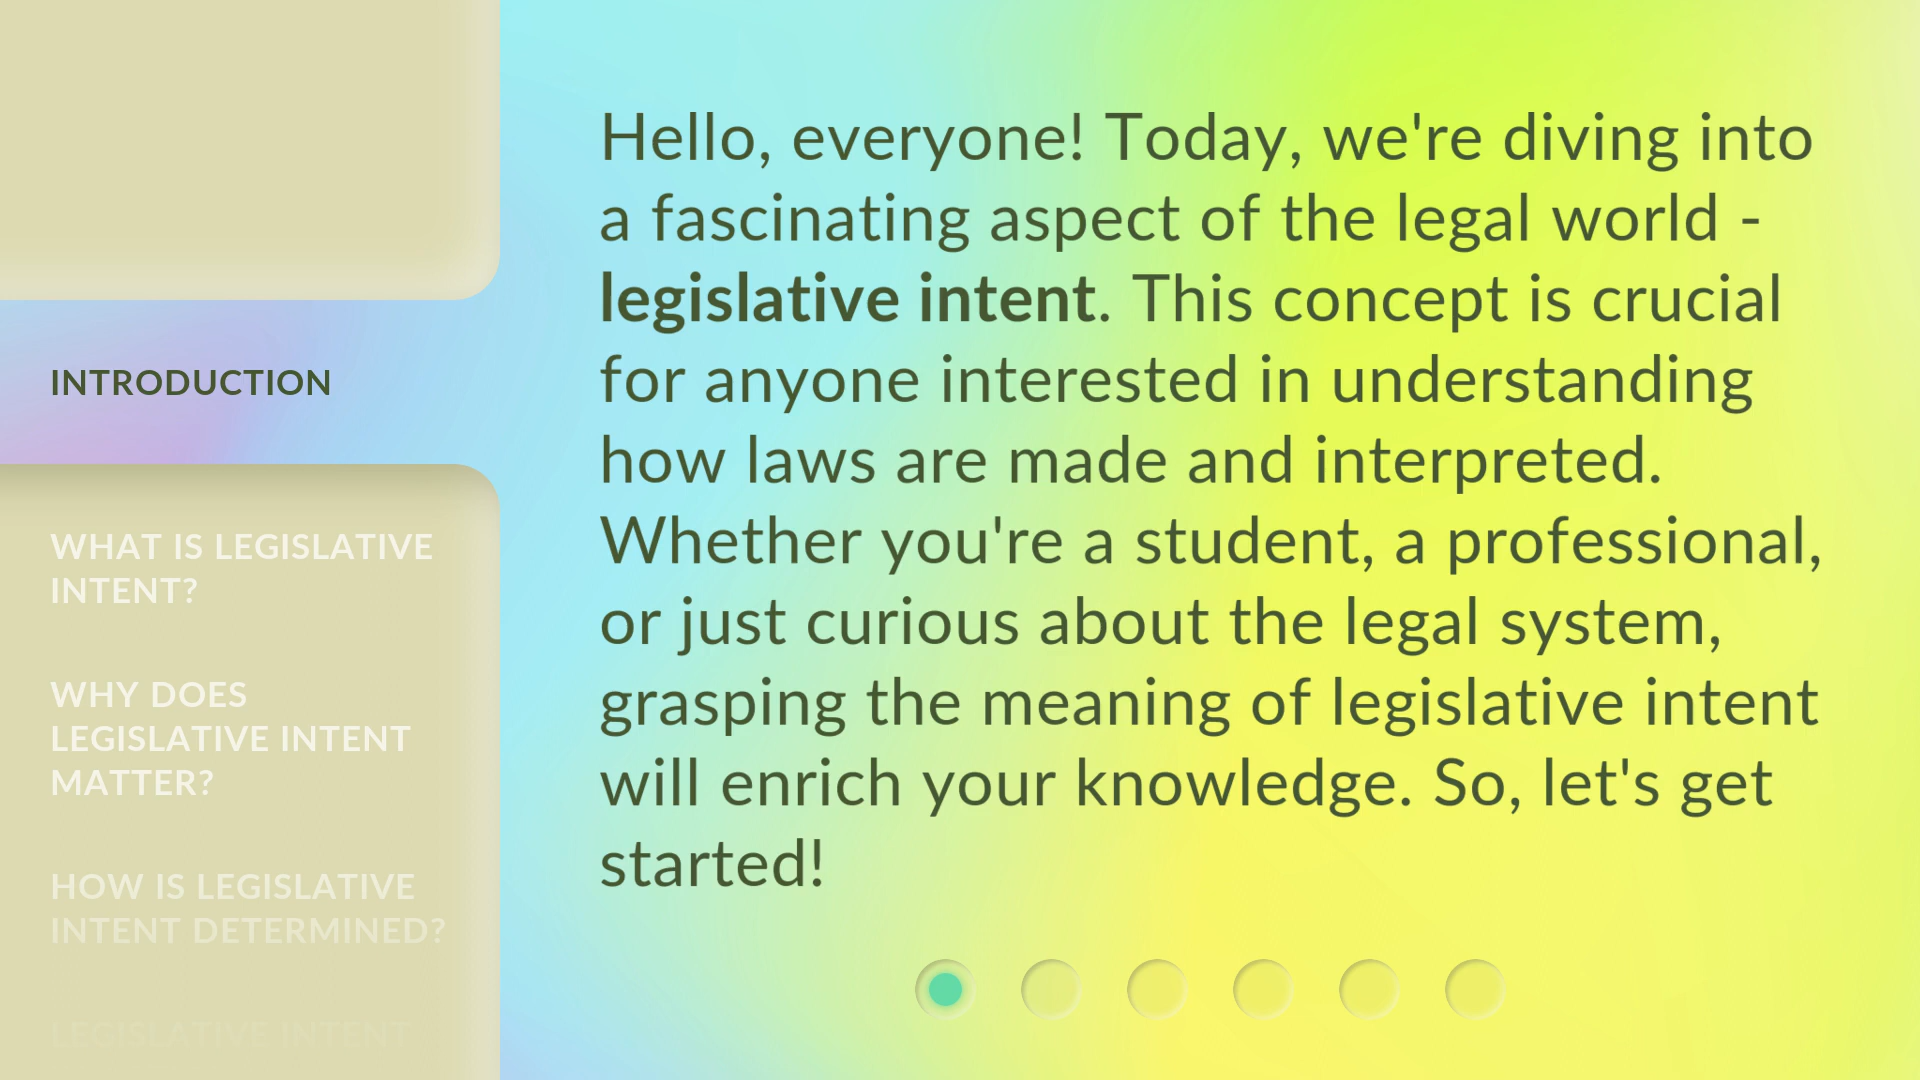 INTRODUCTION
WHAT IS LEGISLATIVE
INTENT?
WHY DOES
LEGISLATIVE INTENT
MATTER?
HOW IS LEGISLATIVE
INTENT DETERMINED?
LEGISLATIVE INTENT
Hello, everyone! Today, we're diving into
a fascinating aspect of the legal world -
legislative intent. This concept is crucial
for anyone interested in understanding
how laws are made and interpreted.
Whether you're a student, a professional,
or just curious about the legal system,
grasping the meaning of legislative intent
will enrich your knowledge. So, let's get
started!